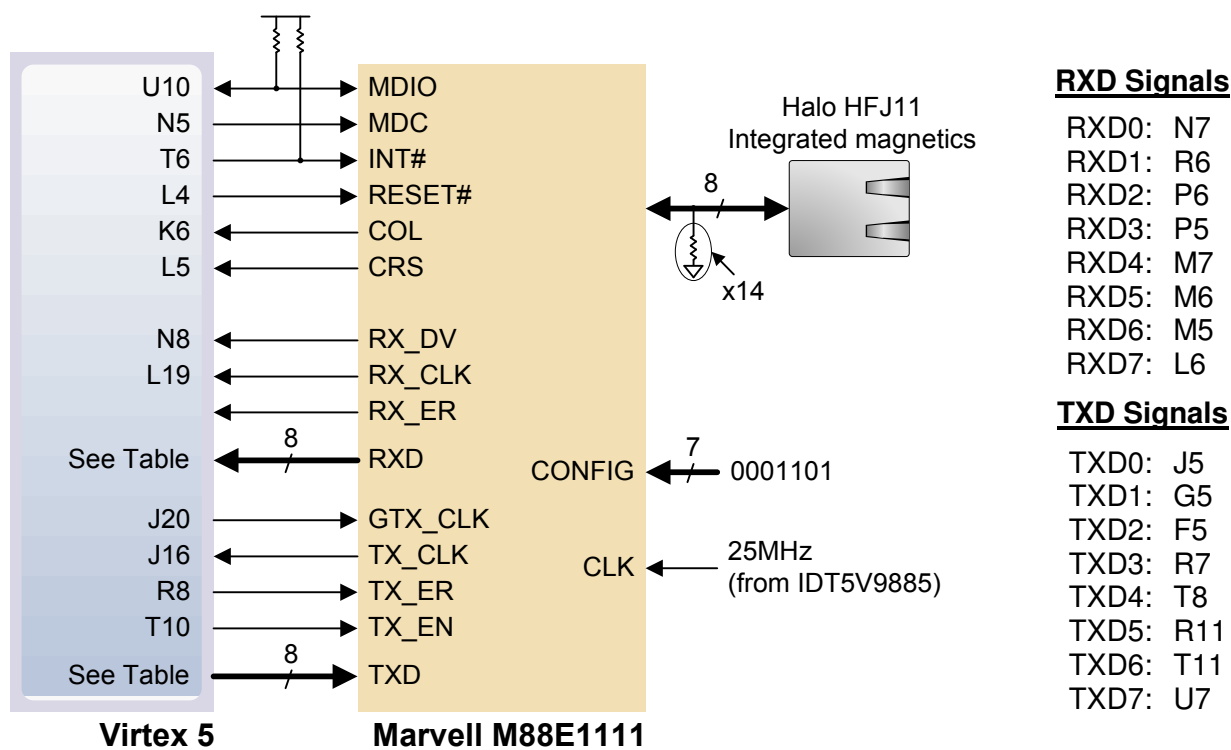 U10 MDIO
N5 MDC
T6 INT#
L4 RESET#
K6 COL
L5 CRS
N8 RX_DV
L19 RX_CLK
RX_ER
See Table 8 RXD
J20 GTX_CLK
J16 TX_CLK
R8 TX_ER
T10 TX_EN
See Table 8 TXD
Virtex 5
Marvell M88E1111
Halo HFJ11
Integrated magnetics
8
x14
CONFIG 7 0001101
CLK 25MHz
(from IDT5V9885)
RXD Signals
RXD0: N7
RXD1: R6
RXD2: P6
RXD3: P5
RXD4: M7
RXD5: M6
RXD6: M5
RXD7: L6
TXD Signals
TXD0: J5
TXD1: G5
TXD2: F5
TXD3: R7
TXD4: T8
TXD5: R11
TXD6: T11
TXD7: U7